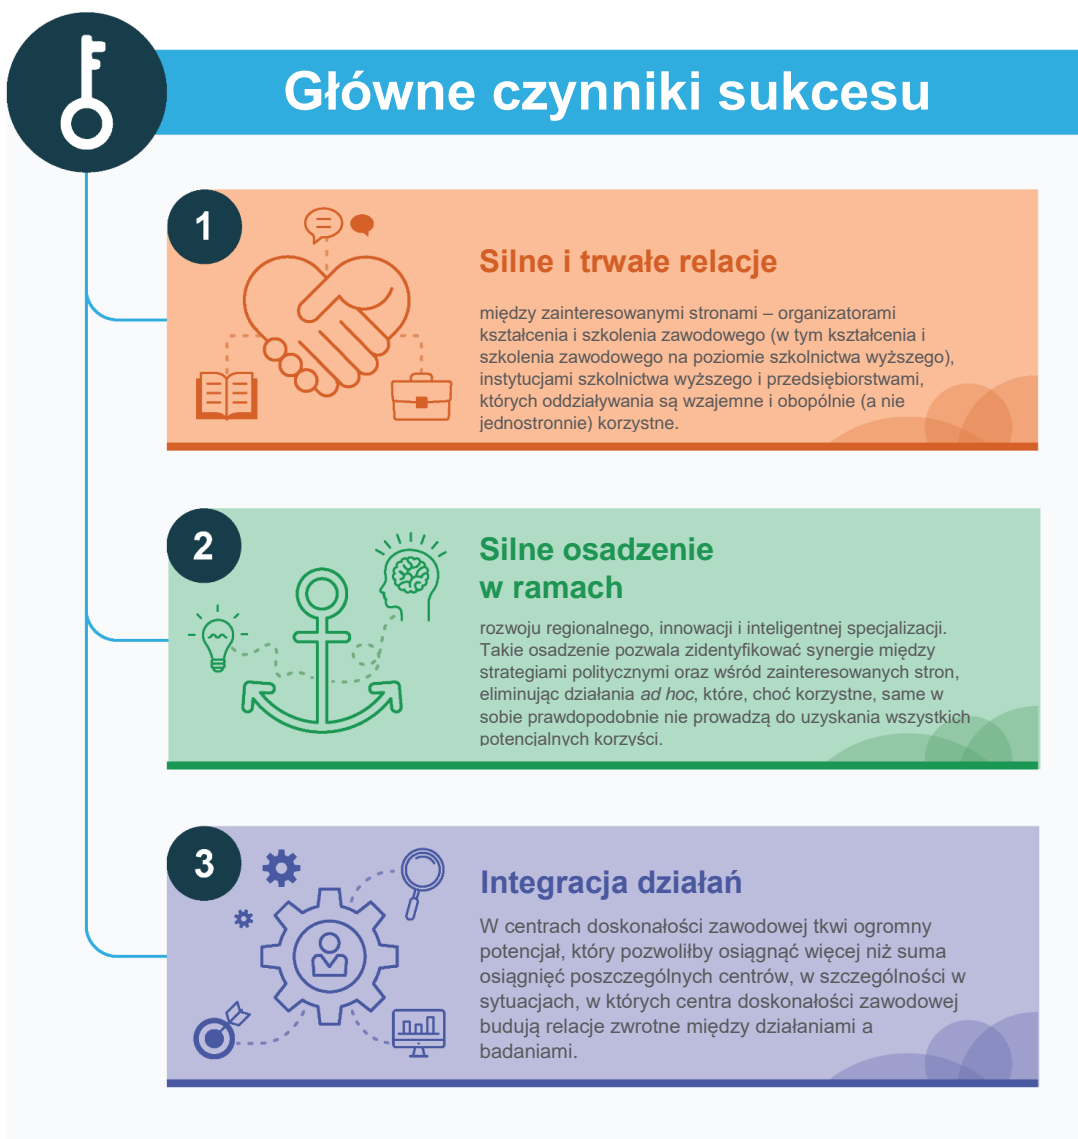 Główne czynniki sukcesu
1
Silne i trwałe relacje
między zainteresowanymi stronami – organizatorami
kształcenia i szkolenia zawodowego (w tym kształcenia i
szkolenia zawodowego na poziomie szkolnictwa wyższego),
instytucjami szkolnictwa wyższego i przedsiębiorstwami,
których oddziaływania są wzajemne i obopólnie (a nie
jednostronnie) korzystne.
2
Silne osadzenie
w ramach
rozwoju regionalnego, innowacji i inteligentnej specjalizacji.
Takie osadzenie pozwala zidentyfikować synergie między
strategiami politycznymi oraz wśród zainteresowanych stron,
eliminując działania ad hoc, które, choć korzystne, same w
sobie prawdopodobnie nie prowadzą do uzyskania wszystkich
potencjalnych korzyści.
3
Integracja działań
W centrach doskonałości zawodowej tkwi ogromny
potencjał, który pozwoliłby osiągnąć więcej niż suma
osiągnięć poszczególnych centrów, w szczególności w
sytuacjach, w których centra doskonałości zawodowej
budują relacje zwrotne między działaniami a
badaniami.